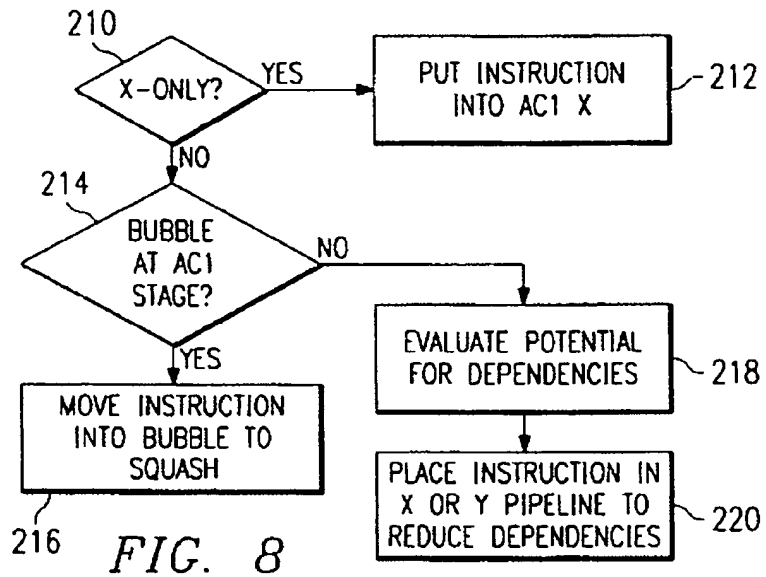 210
X-ONLY?
YES
PUT INSTRUCTION
INTO AC1 X
212
NO
214
BUBBLE
AT AC1
STAGE?
NO
YES
EVALUATE POTENTIAL
FOR DEPENDENCIES
218
MOVE INSTRUCTION
INTO BUBBLE TO
SQUASH
216
PLACE INSTRUCTION IN
X OR Y PIPELINE TO
REDUCE DEPENDENCIES
220
FIG. 8